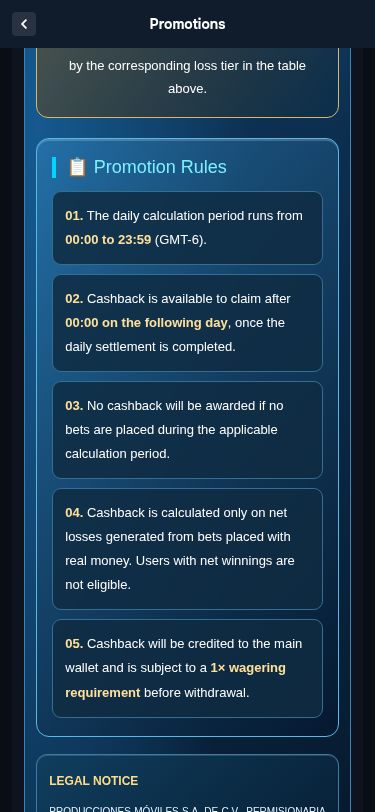 Promotions
by the corresponding loss tier in the table
above.
📋 Promotion Rules
01. The daily calculation period runs from
00:00 to 23:59 (GMT-6).
02. Cashback is available to claim after
00:00 on the following day, once the
daily settlement is completed.
03. No cashback will be awarded if no
bets are placed during the applicable
calculation period.
04. Cashback is calculated only on net
losses generated from bets placed with
real money. Users with net winnings are
not eligible.
05. Cashback will be credited to the main
wallet and is subject to a 1× wagering
requirement before withdrawal.
LEGAL NOTICE
PRODUCCIONES MÓVILES S.A. DE C.V., PERMISIONARIA